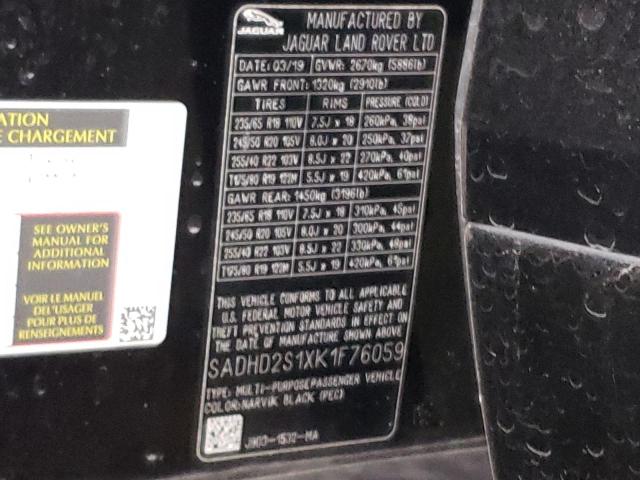 JAGUAR
MANUFACTURED BY
JAGUAR LAND ROVER LTD
DATE: 03/19 GVWR: 2670kg (5886lb)
GAWR FRONT: 1320kg (2910lb)
TIRES RIMS PRESSURE (COLD)
235/65 R18 110V 7.5J x 18 260kPa, 38psi
245/50 R20 105V 8.0J x 20 250kPa, 37psi
255/40 R22 103V 8.5J x 22 270kPa, 40psi
T175/80 R19 122M 5.5J x 19 420kPa, 61psi
GAWR REAR: 1450kg (3196lb)
235/65 R18 110V 7.5J x 18 310kPa, 45psi
245/50 R20 105V 8.0J x 20 300kPa, 44psi
255/40 R22 103V 8.5J x 22 330kPa, 48psi
T175/80 R19 122M 5.5J x 19 420kPa, 61psi
THIS VEHICLE CONFORMS TO ALL APPLICABLE
U.S. FEDERAL MOTOR VEHICLE SAFETY AND
THEFT PREVENTION STANDARDS IN EFFECT ON
THE DATE OF MANUFACTURE SHOWN ABOVE.
SADHD2S1XK1F76059
TYPE: MULTI-PURPOSE PASSENGER VEHICLE
COLOR: NARVIK BLACK (PEC)
J9D3-1532-MA
ATION
E CHARGEMENT
SEE OWNER'S
MANUAL FOR
ADDITIONAL
INFORMATION
VOIR LE MANUEL
DEL'USAGER
POUR PLUS DE
RENSEIGNEMENTS